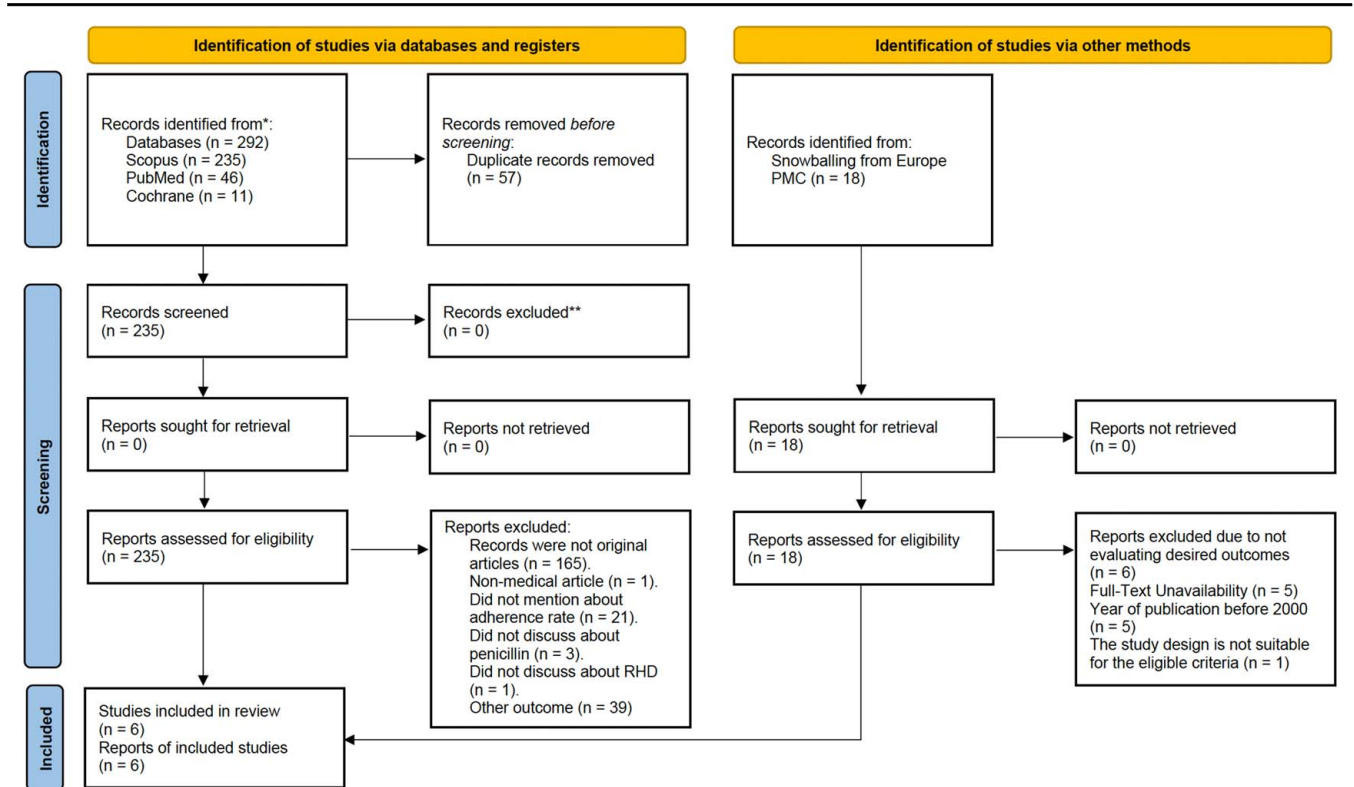 Identification of studies via databases and registers
Identification of studies via other methods
Identification
Records identified from*:
Databases (n = 292)
Scopus (n = 235)
PubMed (n = 46)
Cochrane (n = 11)
Records removed before
screening:
Duplicate records removed
(n = 57)
Records identified from:
Snowballing from Europe
PMC (n = 18)
Screening
Records screened
(n = 235)
Records excluded**
(n = 0)
Reports sought for retrieval
(n = 0)
Reports not retrieved
(n = 0)
Reports sought for retrieval
(n = 18)
Reports not retrieved
(n = 0)
Reports assessed for eligibility
(n = 235)
Reports excluded:
Records were not original
articles (n = 165).
Non-medical article (n = 1).
Did not mention about
adherence rate (n = 21).
Did not discuss about
penicillin (n = 3).
Did not discuss about RHD
(n = 1).
Other outcome (n = 39)
Reports assessed for eligibility
(n = 18)
Reports excluded due to not
evaluating desired outcomes
(n = 6)
Full-Text Unavailability (n = 5)
Year of publication before 2000
(n = 5)
The study design is not suitable
for the eligible criteria (n = 1)
Included
Studies included in review
(n = 6)
Reports of included studies
(n = 6)